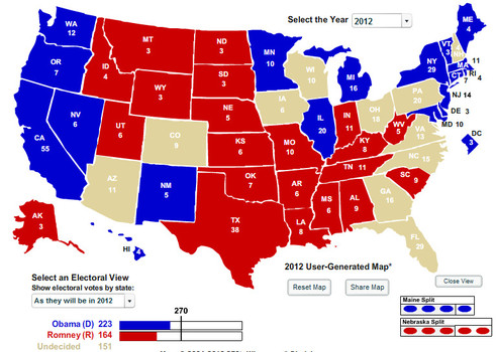 Select the Year 2012
WA
12
OR
7
CA
55
NV
6
ID
4
MT
3
WY
3
UT
6
AZ
11
CO
9
NM
5
ND
3
SD
3
NE
5
KS
6
OK
7
TX
38
MN
10
IA
6
MO
10
AR
6
LA
8
WI
10
IL
20
MI
16
IN
11
OH
18
KY
8
TN 11
MS
6
AL
9
GA
16
FL
29
SC
9
NC 15
VA
13
WV
5
PA
20
NY
29
VT
3
ME
4
11
RI 4
CT
7
NJ 14
DE 3
MD 10
DC
3
AK
3
HI
4
Select an Electoral View
Show electoral votes by state:
As they will be in 2012
2012 User-Generated Map*
Reset Map
Share Map
Close View
Maine Split
Nebraska Split
270
Obama (D) 223
Romney (R) 164
Undecided 151